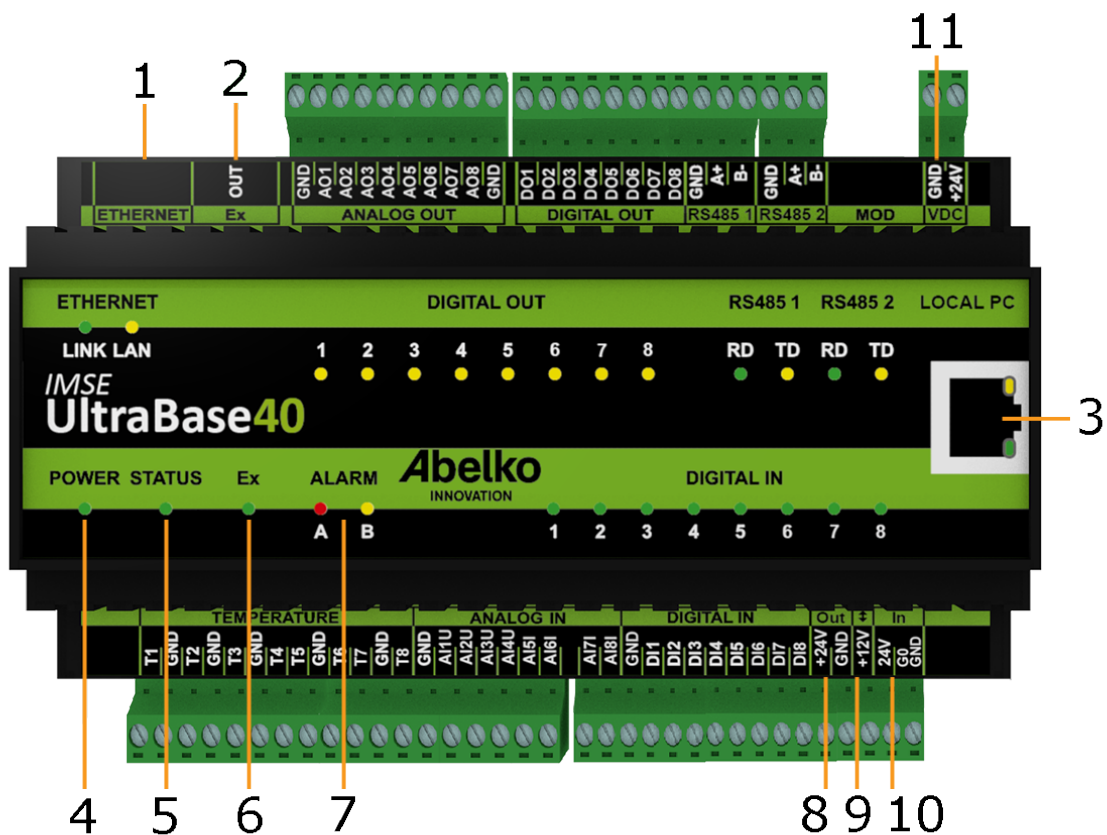 11
1 2
GND AO1 AO2 AO3 AO4 AO5 AO6 AO7 AO8 GND
DO1 DO2 DO3 DO4 DO5 DO6 DO7 DO8 GND A+ B- GND A+ B-
OUT
GND +24V
ETHERNET Ex ANALOG OUT DIGITAL OUT RS485 1 RS485 2 MOD VDC
ETHERNET DIGITAL OUT RS485 1 RS485 2 LOCAL PC
LINK LAN 1 2 3 4 5 6 7 8 RD TD RD TD
IMSE
UltraBase40
3
POWER STATUS Ex ALARM Abelko DIGITAL IN
INNOVATION
A B 1 2 3 4 5 6 7 8
TEMPERATURE ANALOG IN DIGITAL IN Out In
T1 GND T2 GND T3 GND T4 T5 GND T6 T7 GND T8 GND AI1U AI2U AI3U AI4U AI5I AI6I AI7I AI8I GND DI1 DI2 DI3 DI4 DI5 DI6 DI7 DI8 +24V GND +12V 24V G0 GND
4 5 6 7 8 9 10